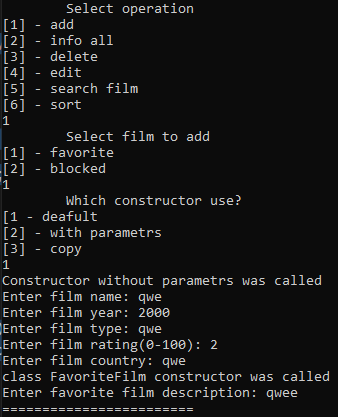 Select operation
[1] - add
[2] - info all
[3] - delete
[4] - edit
[5] - search film
[6] - sort
1
Select film to add
[1] - favorite
[2] - blocked
1
Which constructor use?
[1 - deafult
[2] - with parametrs
[3] - copy
1
Constructor without parametrs was called
Enter film name: qwe
Enter film year: 2000
Enter film type: qwe
Enter film rating(0-100): 2
Enter film country: qwe
class FavoriteFilm constructor was called
Enter favorite film description: qwee
========================